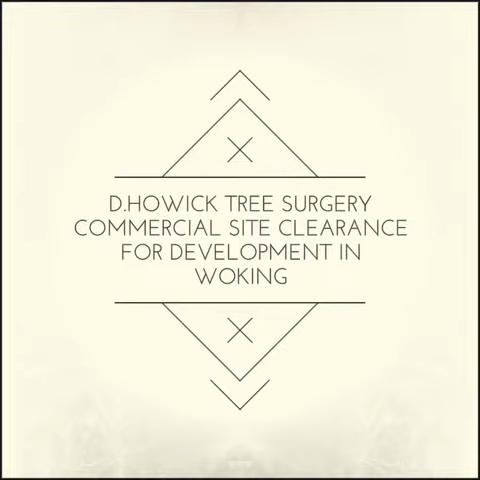 D.HOWICK TREE SURGERY
COMMERCIAL SITE CLEARANCE
FOR DEVELOPMENT IN
WOKING